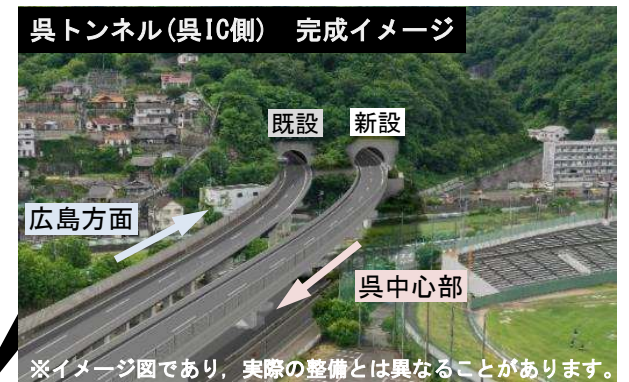 呉トンネル(呉IC側)　完成イメージ
既設　新設
広島方面
呉中心部
※イメージ図であり，実際の整備とは異なることがあります。